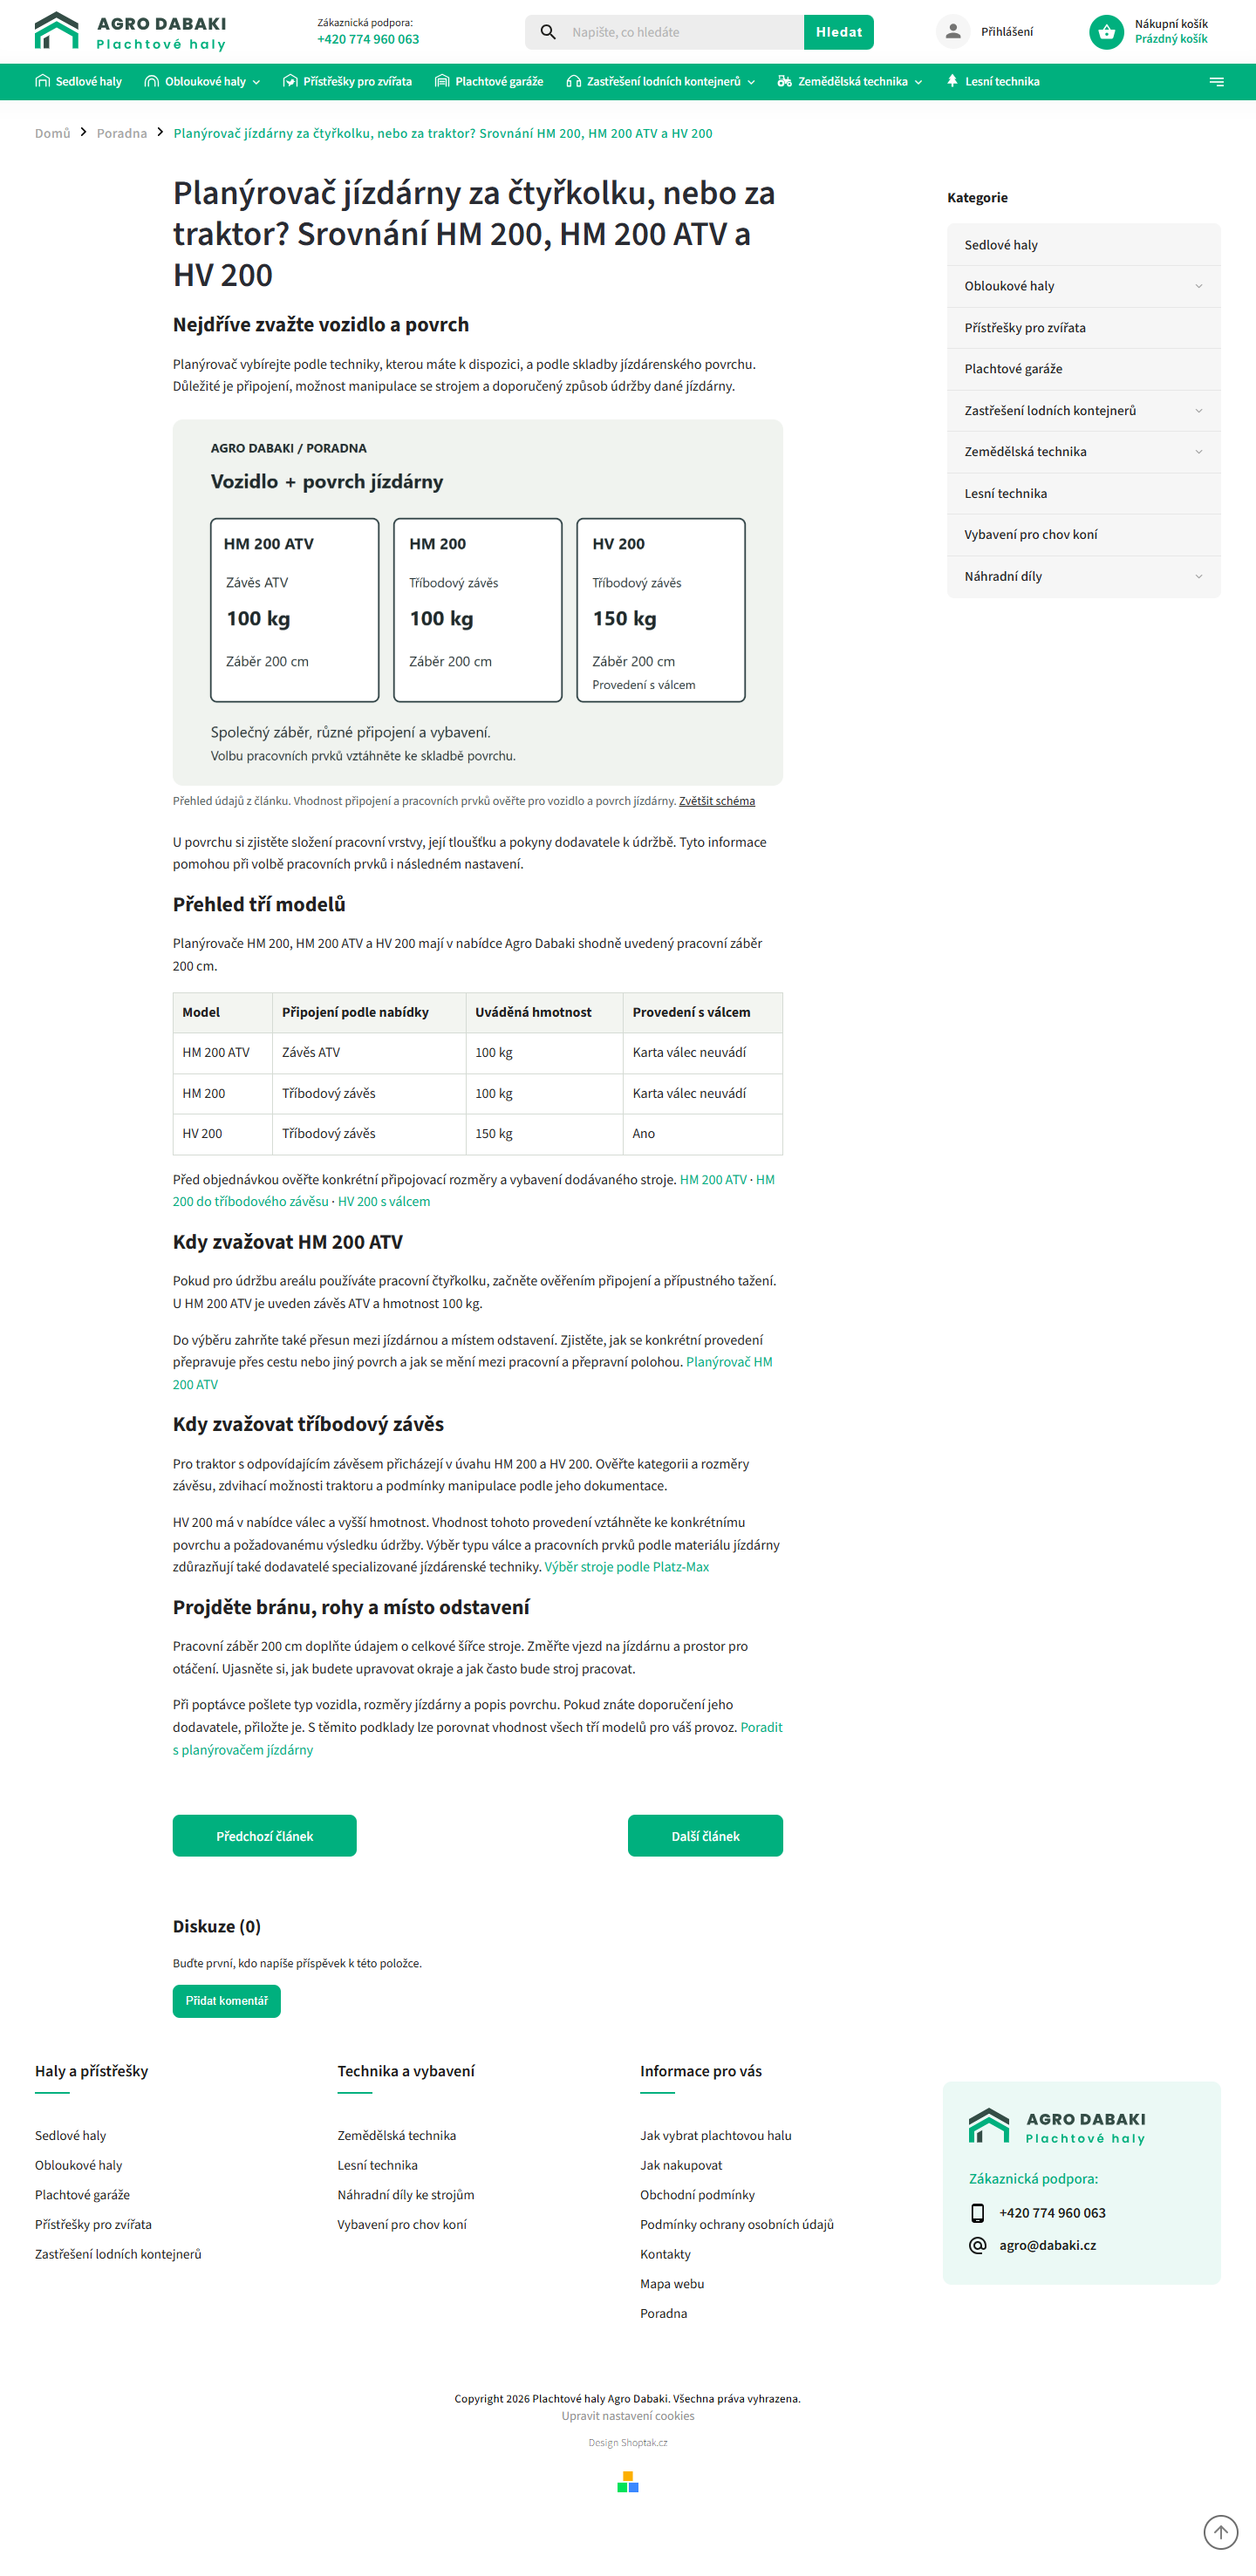 AGRO DABAKI
Plachtové haly
Zákaznická podpora:
+420 774 960 063
Napište, co hledáte
Hledat
Přihlášení
Nákupní košík
Prázdný košík
Sedlové haly
Obloukové haly
Přístřešky pro zvířata
Plachtové garáže
Zastřešení lodních kontejnerů
Zemědělská technika
Lesní technika
Domů
Poradna
Planýrovač jízdárny za čtyřkolku, nebo za traktor? Srovnání HM 200, HM 200 ATV a HV 200
Planýrovač jízdárny za čtyřkolku, nebo za
traktor? Srovnání HM 200, HM 200 ATV a
HV 200
Nejdříve zvažte vozidlo a povrch
Planýrovač vybírejte podle techniky, kterou máte k dispozici, a podle skladby jízdárenského povrchu.
Důležité je připojení, možnost manipulace se strojem a doporučený způsob údržby dané jízdárny.
AGRO DABAKI / PORADNA
Vozidlo + povrch jízdárny
HM 200 ATV
Závěs ATV
100 kg
Záběr 200 cm
HM 200
Tříbodový závěs
100 kg
Záběr 200 cm
HV 200
Tříbodový závěs
150 kg
Záběr 200 cm
Provedení s válcem
Společný záběr, různé připojení a vybavení.
Volbu pracovních prvků vztáhněte ke skladbě povrchu.
Přehled údajů z článku. Vhodnost připojení a pracovních prvků ověřte pro vozidlo a povrch jízdárny. Zvětšit schéma
U povrchu si zjistěte složení pracovní vrstvy, její tloušťku a pokyny dodavatele k údržbě. Tyto informace
pomohou při volbě pracovních prvků i následném nastavení.
Přehled tří modelů
Planýrovače HM 200, HM 200 ATV a HV 200 mají v nabídce Agro Dabaki shodně uvedený pracovní záběr
200 cm.
Model Připojení podle nabídky Uváděná hmotnost Provedení s válcem
HM 200 ATV Závěs ATV 100 kg Karta válec neuvádí
HM 200 Tříbodový závěs 100 kg Karta válec neuvádí
HV 200 Tříbodový závěs 150 kg Ano
Před objednávkou ověřte konkrétní připojovací rozměry a vybavení dodávaného stroje. HM 200 ATV · HM
200 do tříbodového závěsu · HV 200 s válcem
Kdy zvažovat HM 200 ATV
Pokud pro údržbu areálu používáte pracovní čtyřkolku, začněte ověřením připojení a přípustného tažení.
U HM 200 ATV je uveden závěs ATV a hmotnost 100 kg.
Do výběru zahrňte také přesun mezi jízdárnou a místem odstavení. Zjistěte, jak se konkrétní provedení
přepravuje přes cestu nebo jiný povrch a jak se mění mezi pracovní a přepravní polohou. Planýrovač HM
200 ATV
Kdy zvažovat tříbodový závěs
Pro traktor s odpovídajícím závěsem přicházejí v úvahu HM 200 a HV 200. Ověřte kategorii a rozměry
závěsu, zdvihací možnosti traktoru a podmínky manipulace podle jeho dokumentace.
HV 200 má v nabídce válec a vyšší hmotnost. Vhodnost tohoto provedení vztáhněte ke konkrétnímu
povrchu a požadovanému výsledku údržby. Výběr typu válce a pracovních prvků podle materiálu jízdárny
zdůrazňují také dodavatelé specializované jízdárenské techniky. Výběr stroje podle Platz-Max
Projděte bránu, rohy a místo odstavení
Pracovní záběr 200 cm doplňte údajem o celkové šířce stroje. Změřte vjezd na jízdárnu a prostor pro
otáčení. Ujasněte si, jak budete upravovat okraje a jak často bude stroj pracovat.
Při poptávce pošlete typ vozidla, rozměry jízdárny a popis povrchu. Pokud znáte doporučení jeho
dodavatele, přiložte je. S těmito podklady lze porovnat vhodnost všech tří modelů pro váš provoz. Poradit
s planýrovačem jízdárny
Předchozí článek
Další článek
Diskuze (0)
Buďte první, kdo napíše příspěvek k této položce.
Přidat komentář
Kategorie
Sedlové haly
Obloukové haly
Přístřešky pro zvířata
Plachtové garáže
Zastřešení lodních kontejnerů
Zemědělská technika
Lesní technika
Vybavení pro chov koní
Náhradní díly
Haly a přístřešky
Sedlové haly
Obloukové haly
Plachtové garáže
Přístřešky pro zvířata
Zastřešení lodních kontejnerů
Technika a vybavení
Zemědělská technika
Lesní technika
Náhradní díly ke strojům
Vybavení pro chov koní
Informace pro vás
Jak vybrat plachtovou halu
Jak nakupovat
Obchodní podmínky
Podmínky ochrany osobních údajů
Kontakty
Mapa webu
Poradna
AGRO DABAKI
Plachtové haly
Zákaznická podpora:
+420 774 960 063
agro@dabaki.cz
Copyright 2026 Plachtové haly Agro Dabaki. Všechna práva vyhrazena.
Upravit nastavení cookies
Design Shoptak.cz